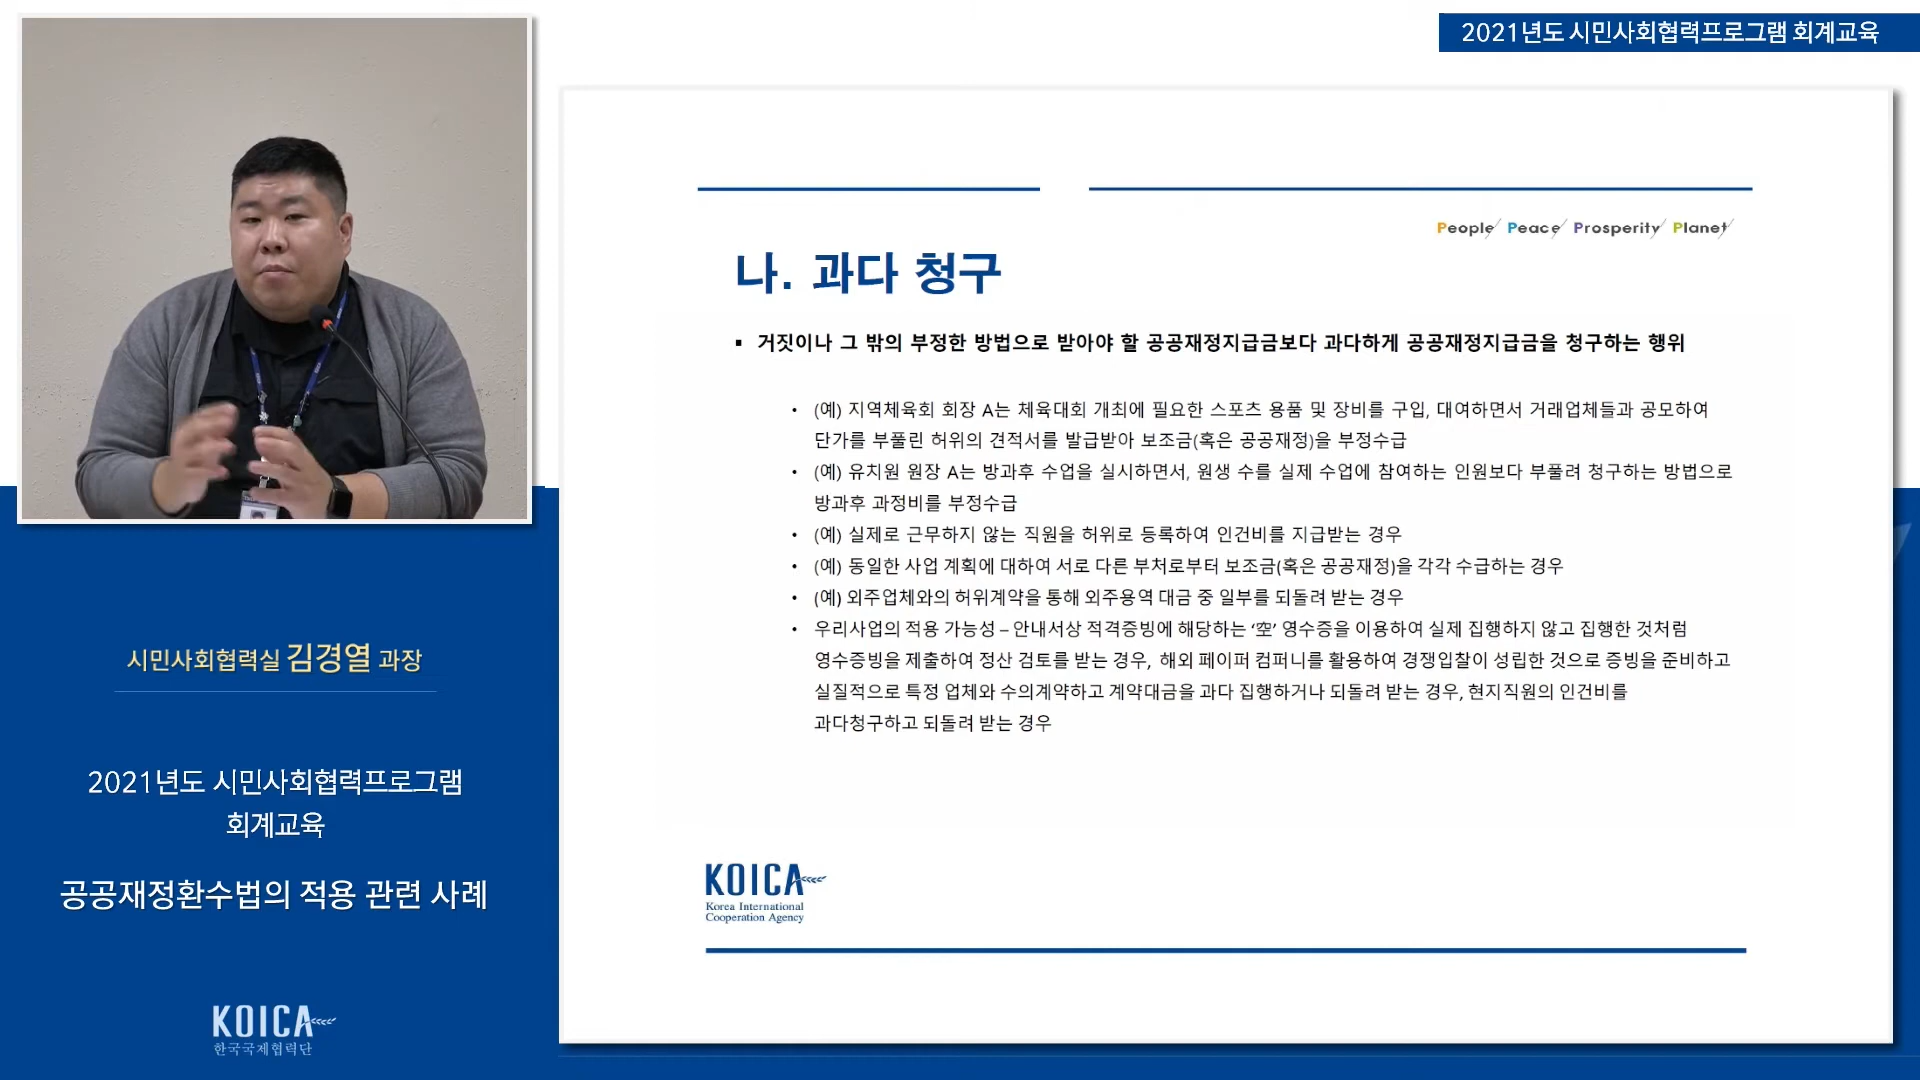 2021년도 시민사회협력프로그램 회계교육
People Peace Prosperity Planet
나. 과다 청구
▪ 거짓이나 그 밖의 부정한 방법으로 받아야 할 공공재정지급금보다 과다하게 공공재정지급금을 청구하는 행위
• (예) 지역체육회 회장 A는 체육대회 개최에 필요한 스포츠 용품 및 장비를 구입, 대여하면서 거래업체들과 공모하여
단가를 부풀린 허위의 견적서를 발급받아 보조금(혹은 공공재정)을 부정수급
• (예) 유치원 원장 A는 방과후 수업을 실시하면서, 원생 수를 실제 수업에 참여하는 인원보다 부풀려 청구하는 방법으로
방과후 과정비를 부정수급
• (예) 실제로 근무하지 않는 직원을 허위로 등록하여 인건비를 지급받는 경우
• (예) 동일한 사업 계획에 대하여 서로 다른 부처로부터 보조금(혹은 공공재정)을 각각 수급하는 경우
• (예) 외주업체와의 허위계약을 통해 외주용역 대금 중 일부를 되돌려 받는 경우
• 우리사업의 적용 가능성 – 안내서상 적격증빙에 해당하는 ‘空’ 영수증을 이용하여 실제 집행하지 않고 집행한 것처럼
영수증빙을 제출하여 정산 검토를 받는 경우, 해외 페이퍼 컴퍼니를 활용하여 경쟁입찰이 성립한 것으로 증빙을 준비하고
실질적으로 특정 업체와 수의계약하고 계약대금을 과다 집행하거나 되돌려 받는 경우, 현지직원의 인건비를
과다청구하고 되돌려 받는 경우
KOICA
Korea International
Cooperation Agency
시민사회협력실 김경열 과장
2021년도 시민사회협력프로그램
회계교육
공공재정환수법의 적용 관련 사례
KOICA
한국국제협력단